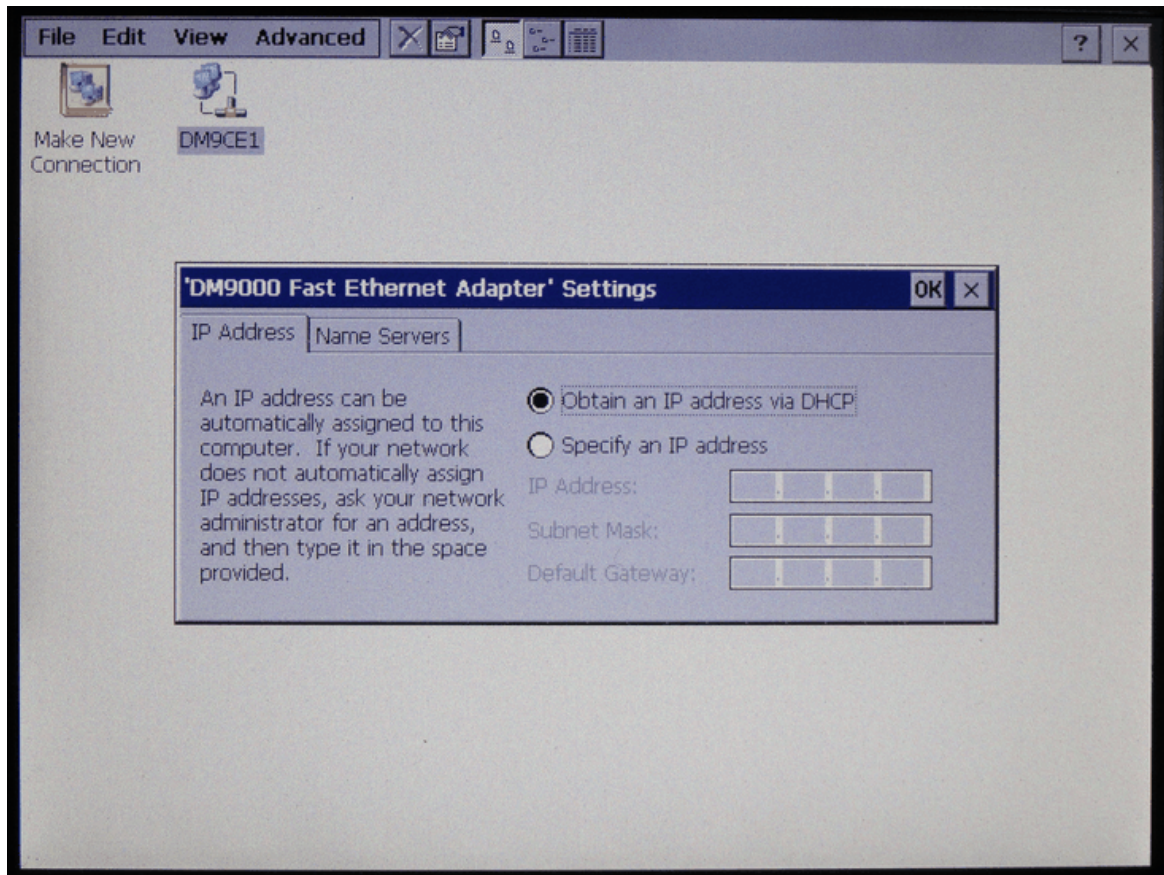 File Edit View Advanced ?
Make New
Connection
DM9CE1
'DM9000 Fast Ethernet Adapter' Settings OK
IP Address Name Servers
An IP address can be
automatically assigned to this
computer. If your network
does not automatically assign
IP addresses, ask your network
administrator for an address,
and then type it in the space
provided.
Obtain an IP address via DHCP
Specify an IP address
IP Address:
Subnet Mask:
Default Gateway: